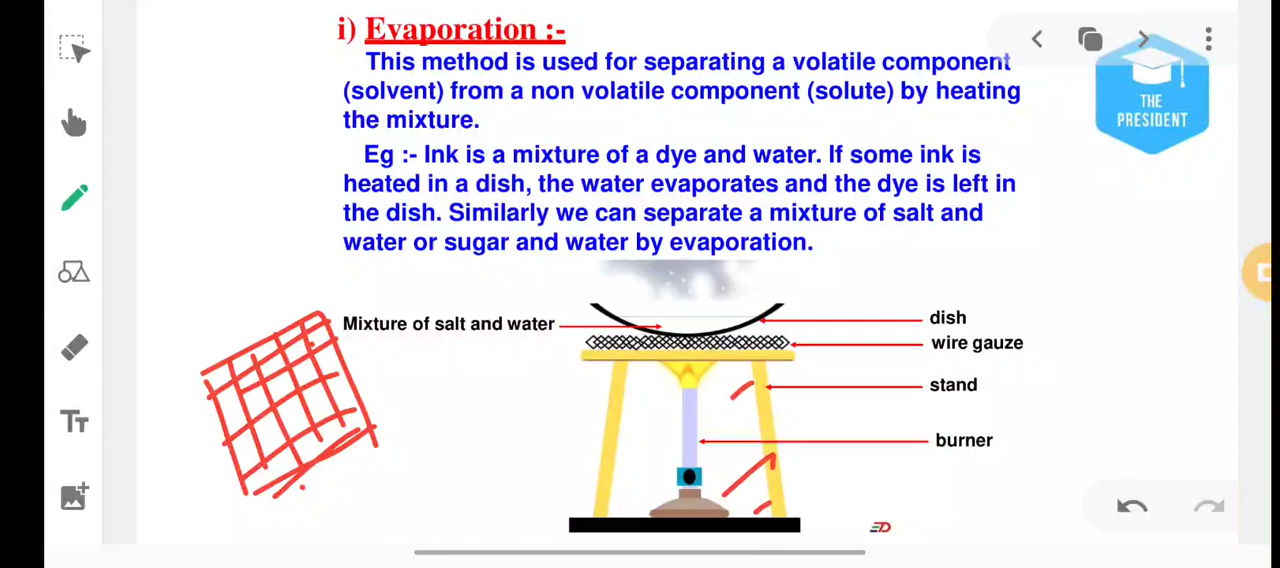 i) Evaporation :-
This method is used for separating a volatile component
(solvent) from a non volatile component (solute) by heating
the mixture.
Eg :- Ink is a mixture of a dye and water. If some ink is
heated in a dish, the water evaporates and the dye is left in
the dish. Similarly we can separate a mixture of salt and
water or sugar and water by evaporation.
THE
PRESIDENT
Mixture of salt and water
dish
wire gauze
stand
burner
TT